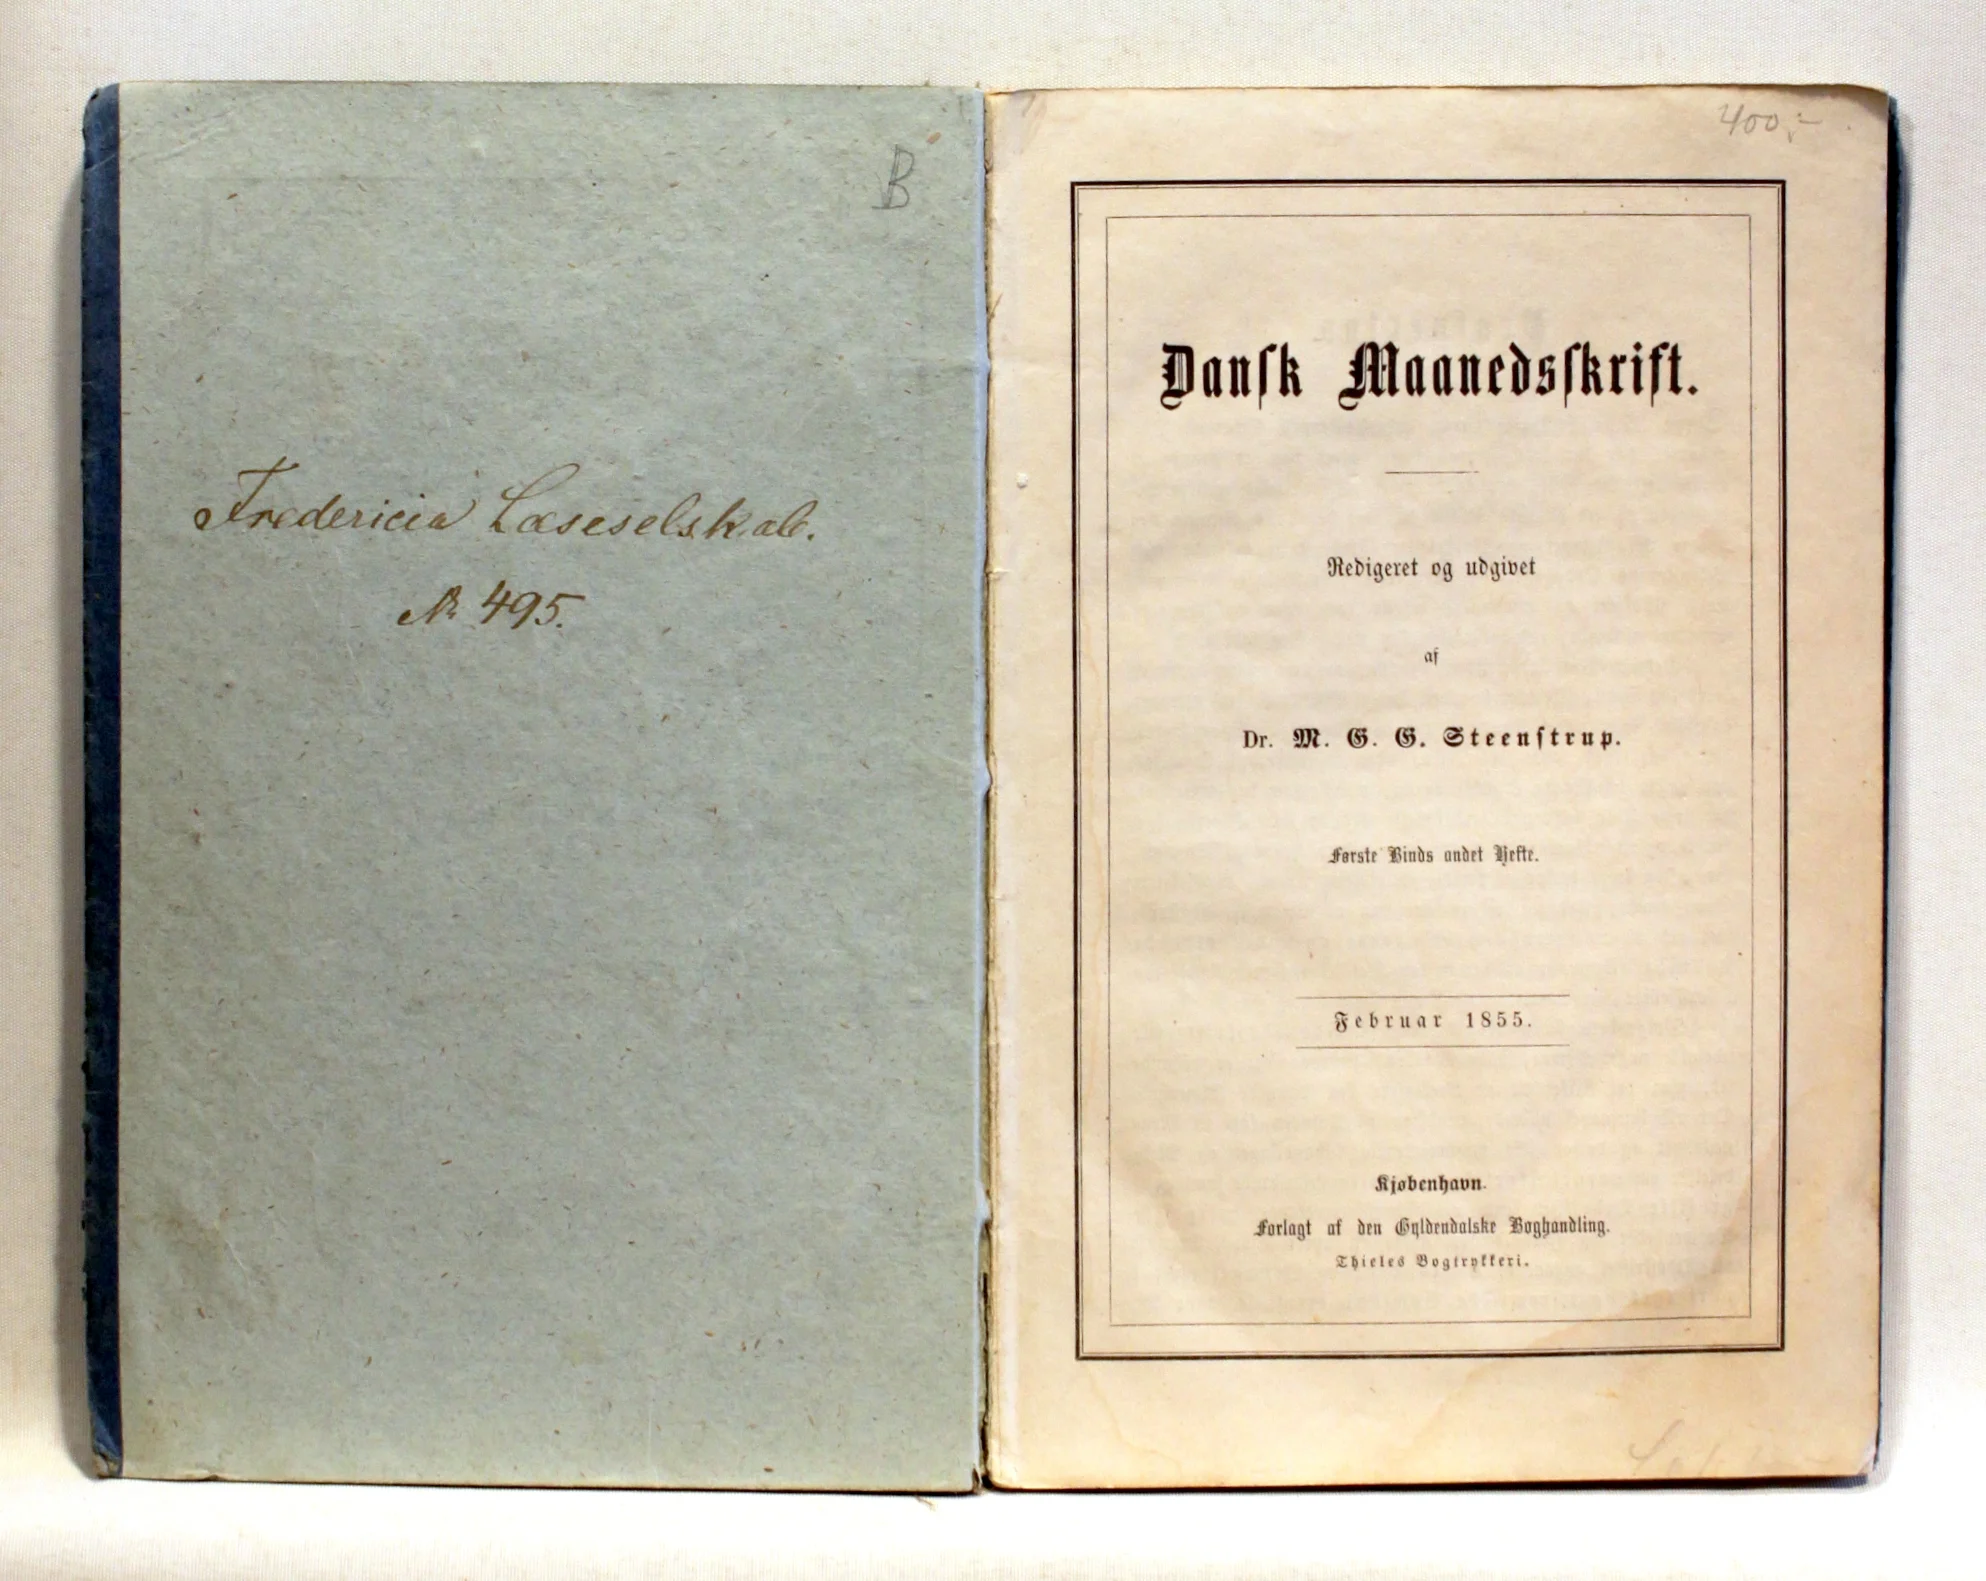 B
Fredericia Læseselskab.
№ 495.
400,-
Dansk Maanedsskrift.
Redigeret og udgivet
af
Dr. M. G. G. Steenstrup.
Første Binds andet Hefte.
Februar 1855.
Kjøbenhavn.
Forlagt af den Gyldendalske Boghandling.
Thieles Bogtrykkeri.